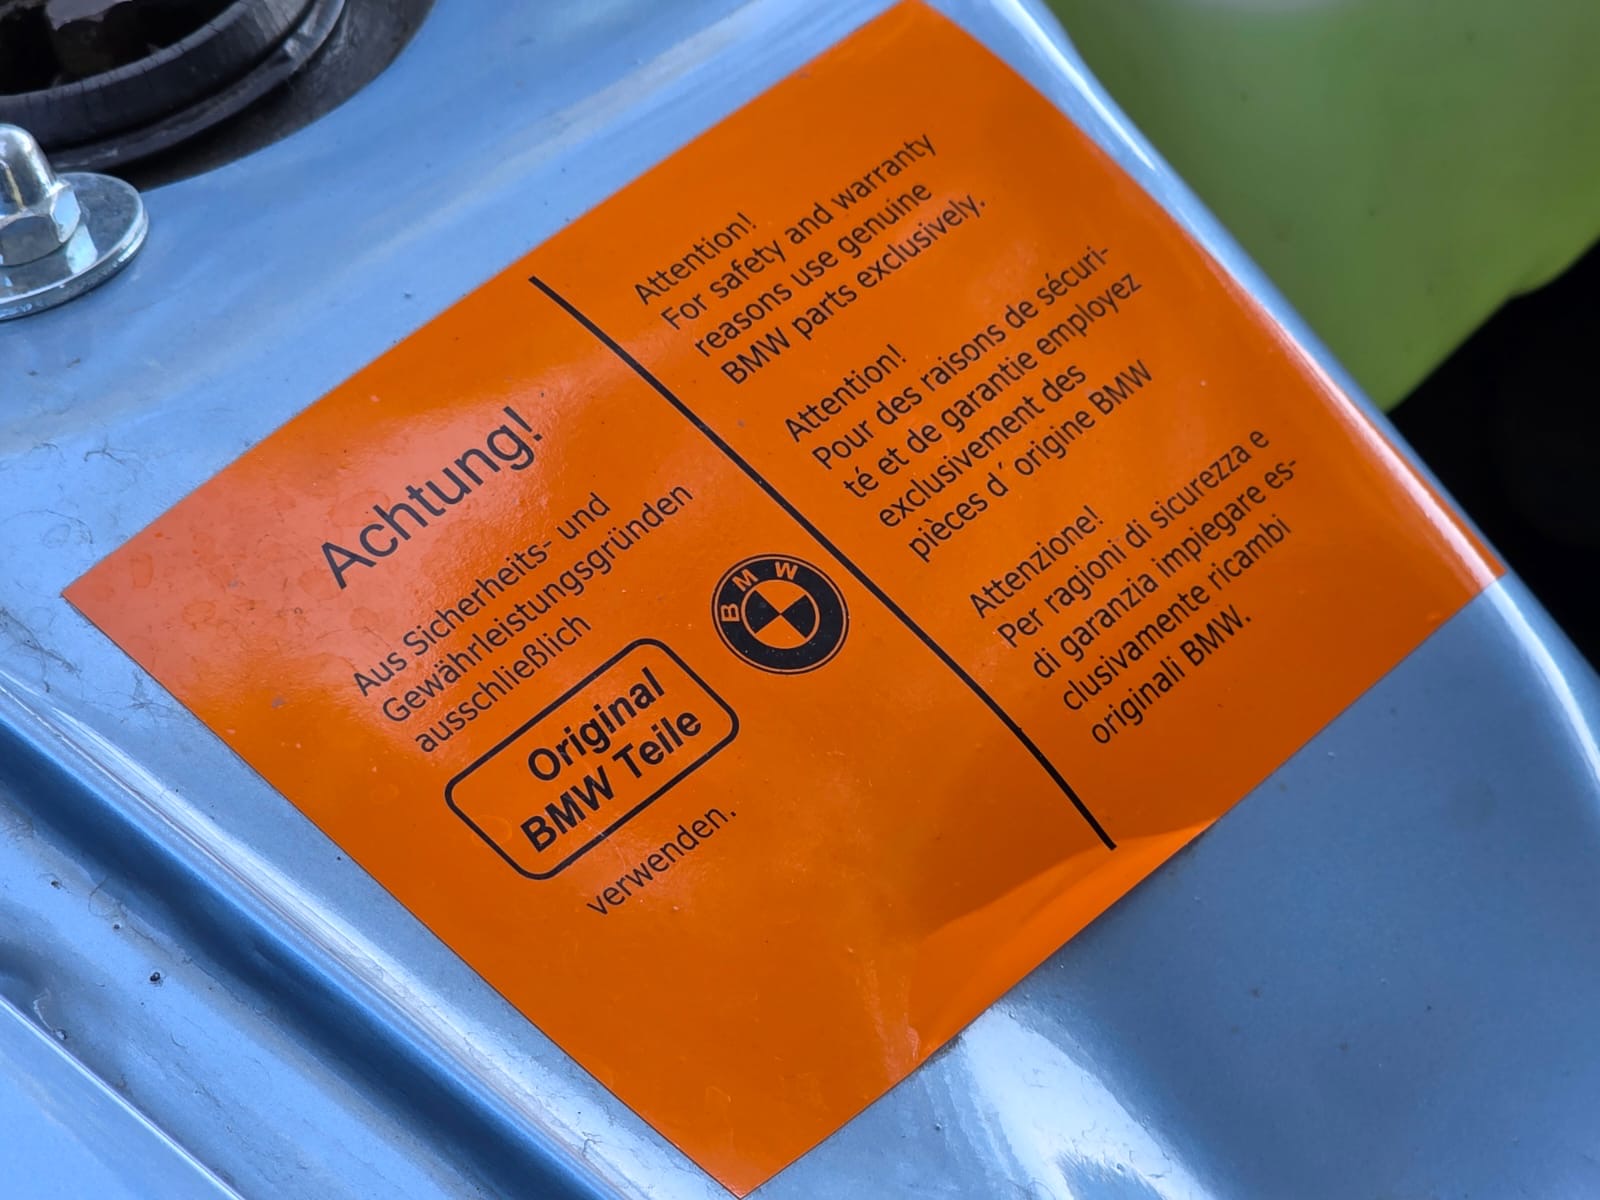 Achtung!
Aus Sicherheits- und
Gewährleistungsgründen
ausschließlich
Original
BMW Teile
verwenden.
BMW
Attention!
For safety and warranty
reasons use genuine
BMW parts exclusively.
Attention!
Pour des raisons de sécuri-
té et de garantie employez
exclusivement des
pièces d´ origine BMW
Attenzione!
Per ragioni di sicurezza e
di garanzia impiegare es-
clusivamente ricambi
originali BMW.